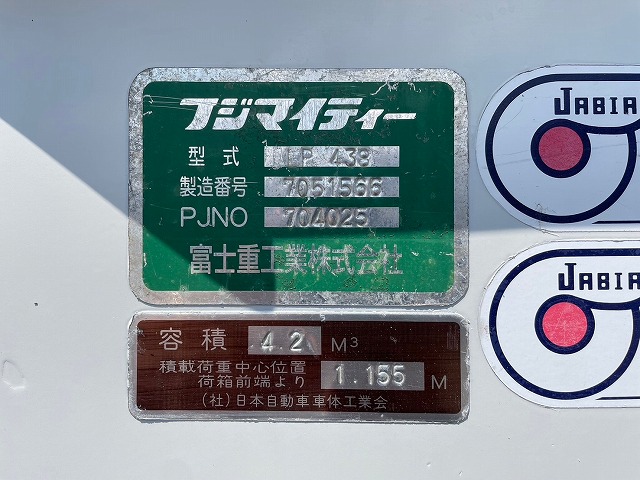 フジマイティー
型式 LP 438
製造番号 7051566
PJNO 704025
富士重工業株式会社
容積 4.2 M³
積載荷重中心位置
荷箱前端より 1.155 M
(社)日本自動車車体工業会
JABIA
JABIA